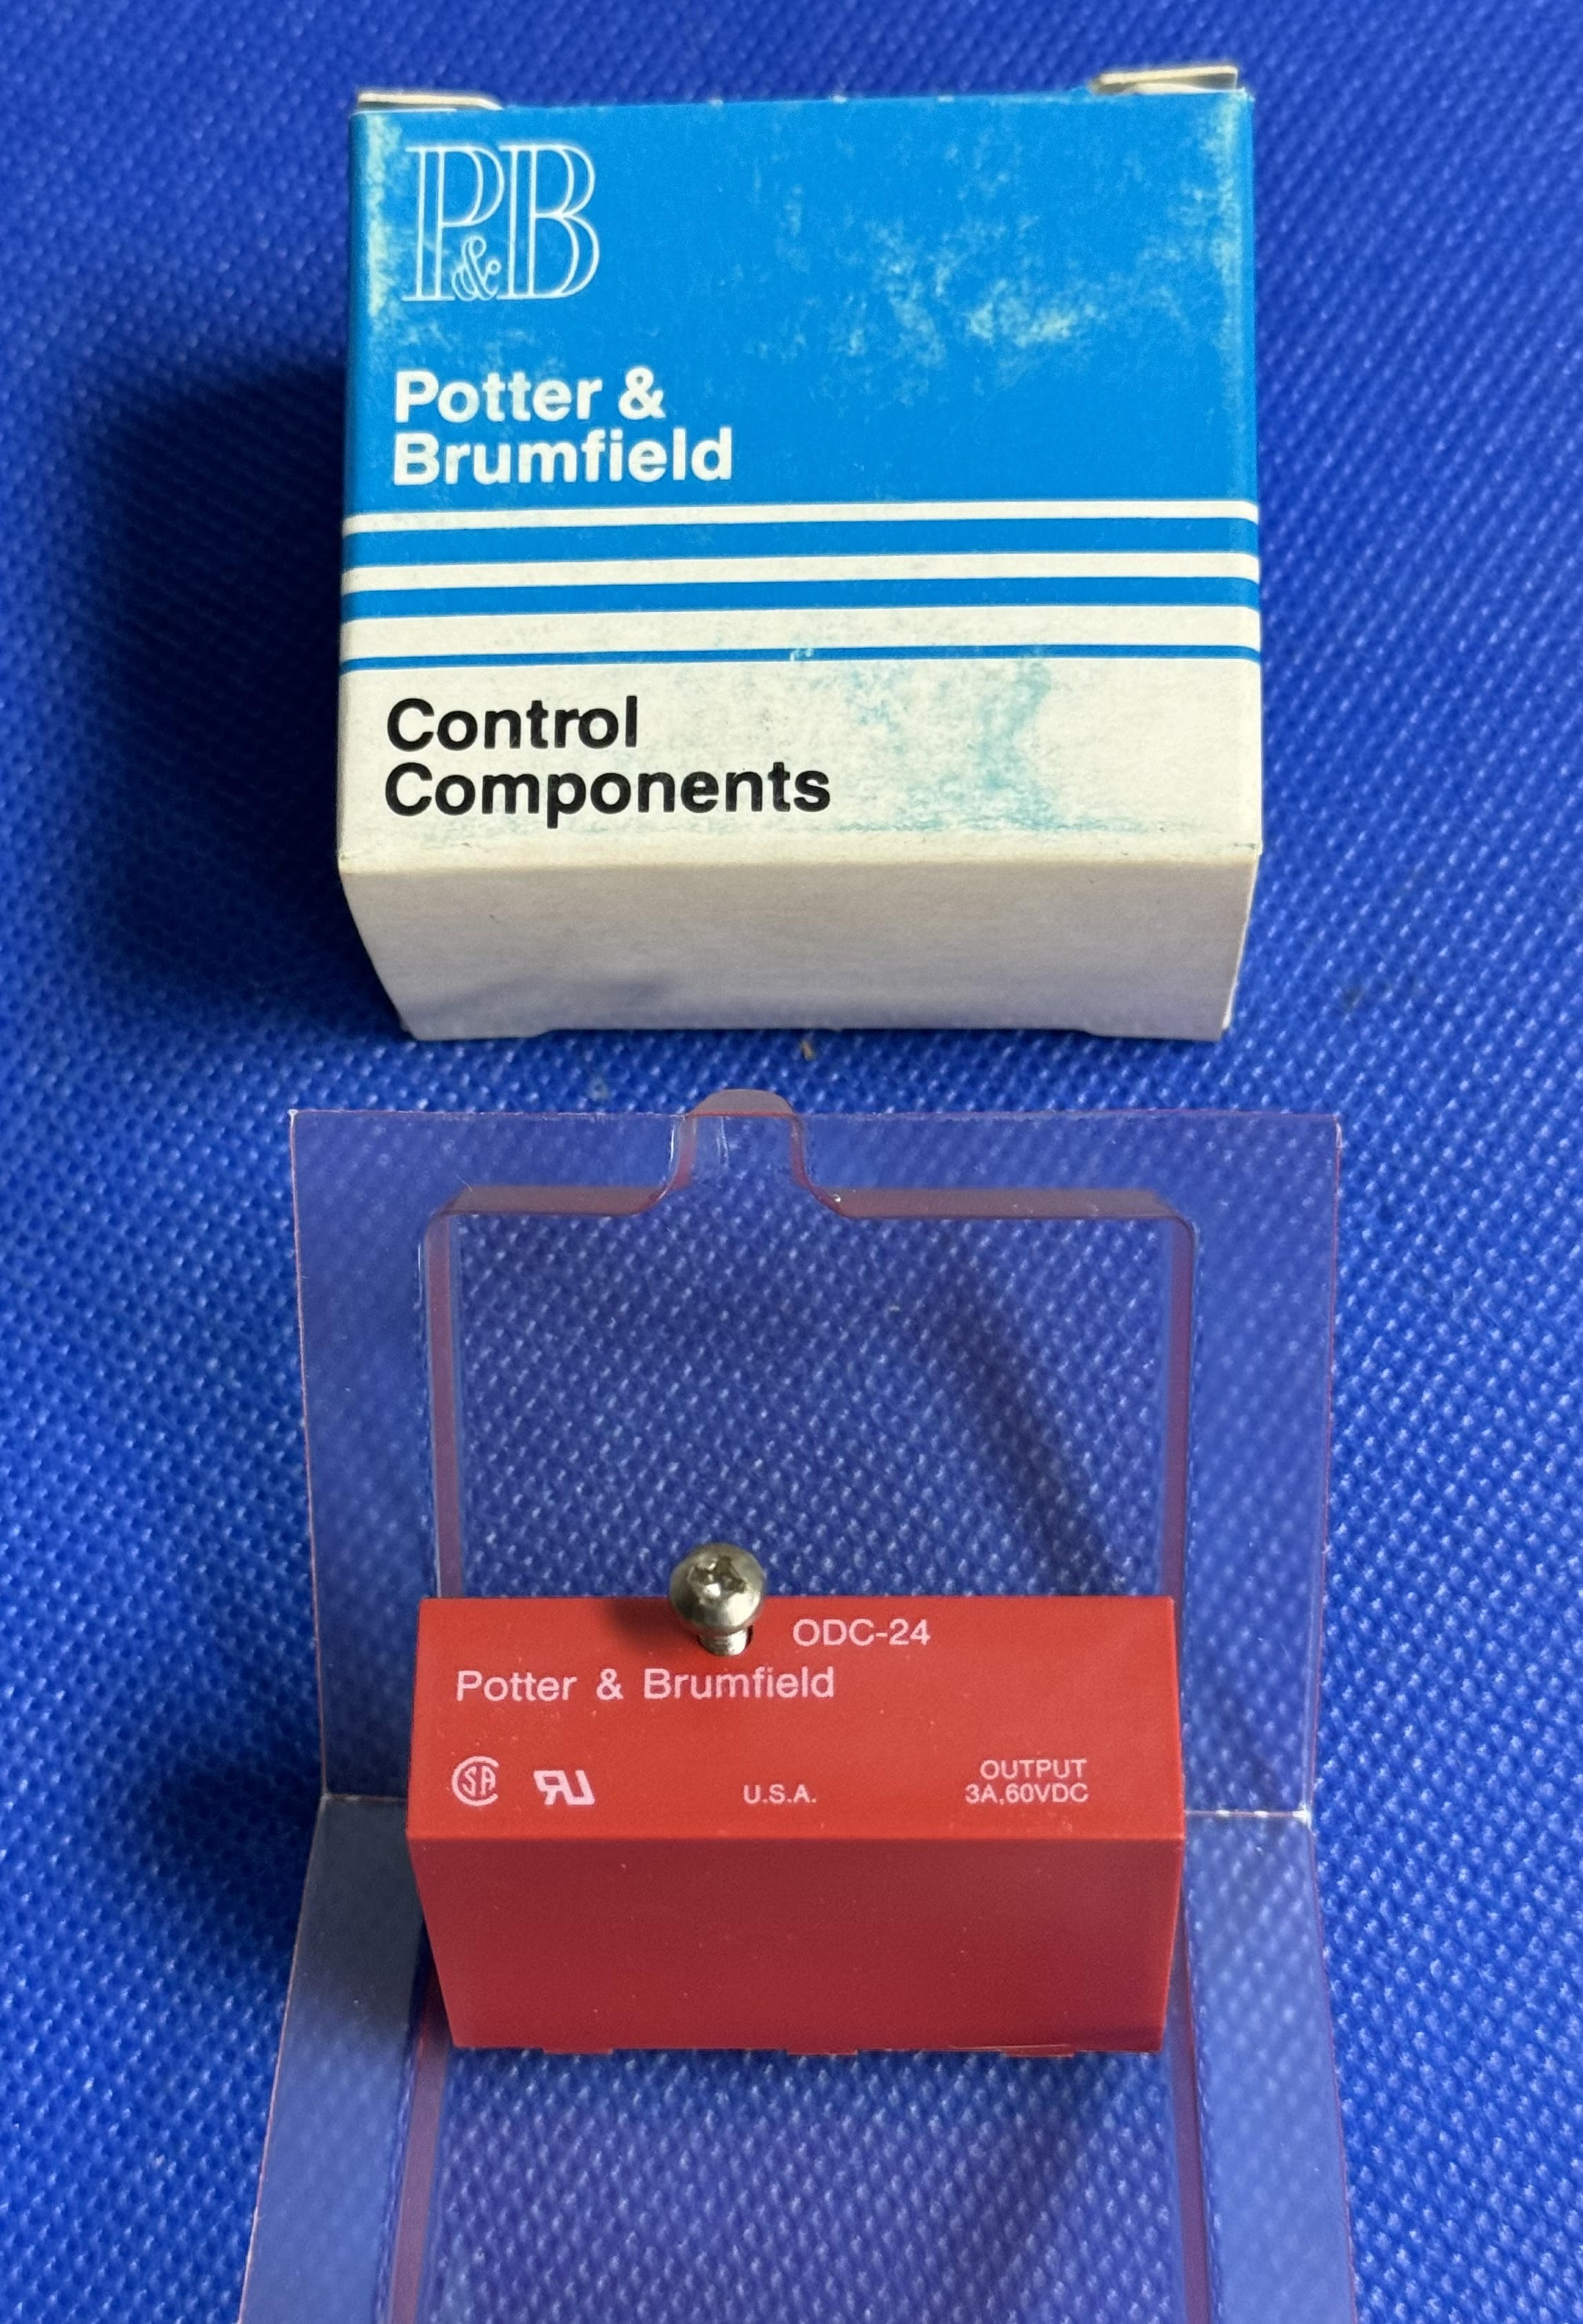 P&B
Potter &
Brumfield
Control
Components
ODC-24
Potter & Brumfield
U.S.A.
OUTPUT
3A,60VDC